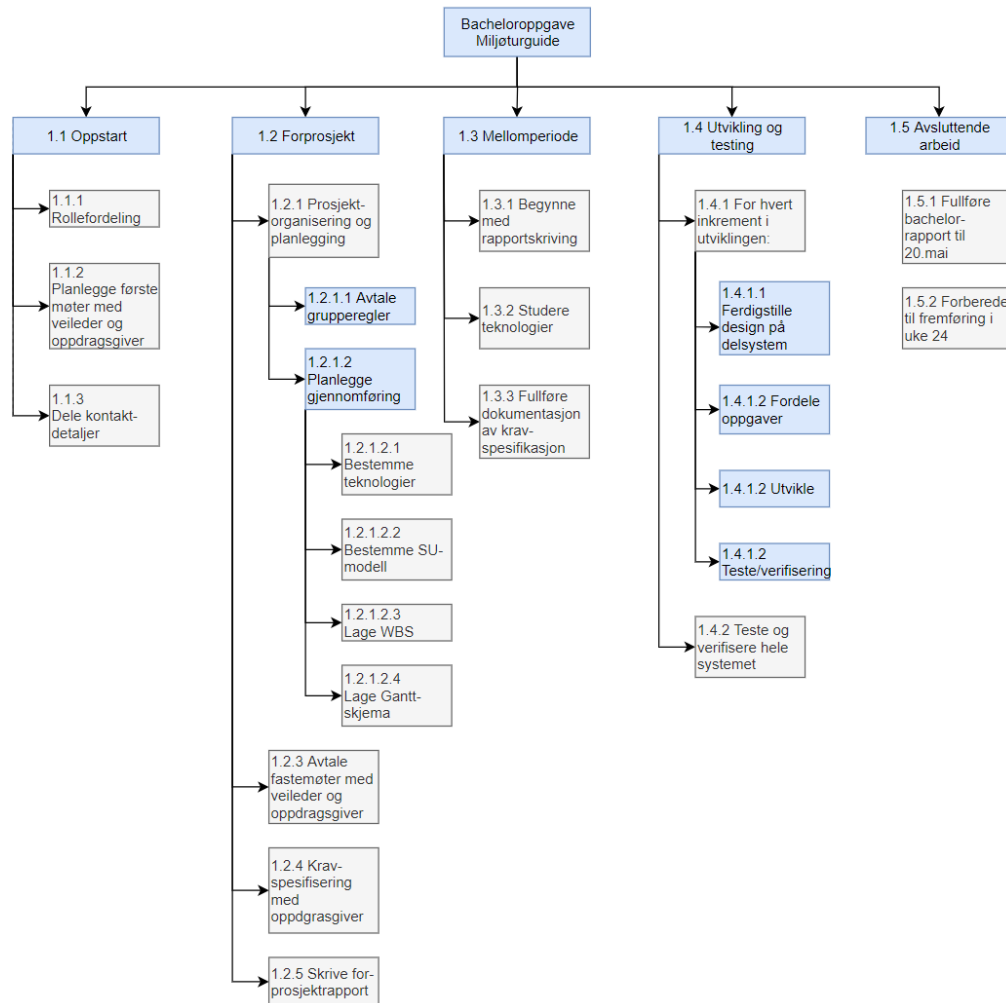 Bacheloroppgave
Miljøturguide
1.1 Oppstart
1.2 Forprosjekt
1.3 Mellomperiode
1.4 Utvikling og
testing
1.5 Avsluttende
arbeid
1.1.1
Rollefordeling
1.1.2
Planlegge første
møter med
veileder og
oppdragsgiver
1.1.3
Dele kontakt-
detaljer
1.2.1 Prosjekt-
organisering og
planlegging
1.2.1.1 Avtale
grupperegler
1.2.1.2
Planlegge
gjennomføring
1.2.1.2.1
Bestemme
teknologier
1.2.1.2.2
Bestemme SU-
modell
1.2.1.2.3
Lage WBS
1.2.1.2.4
Lage Gantt-
skjema
1.2.3 Avtale
fastemøter med
veileder og
oppdragsgiver
1.2.4 Krav-
spesifisering
med
oppdgrasgiver
1.2.5 Skrive for-
prosjektrapport
1.3.1 Begynne
med
rapportskriving
1.3.2 Studere
teknologier
1.3.3 Fullføre
dokumentasjon
av krav-
spesifikasjon
1.4.1 For hvert
inkrement i
utviklingen:
1.4.1.1
Ferdigstille
design på
delsystem
1.4.1.2 Fordele
oppgaver
1.4.1.2 Utvikle
1.4.1.2
Teste/verifisering
1.4.2 Teste og
verifisere hele
systemet
1.5.1 Fullføre
bachelor-
rapport til
20.mai
1.5.2 Forberede
til fremføring i
uke 24